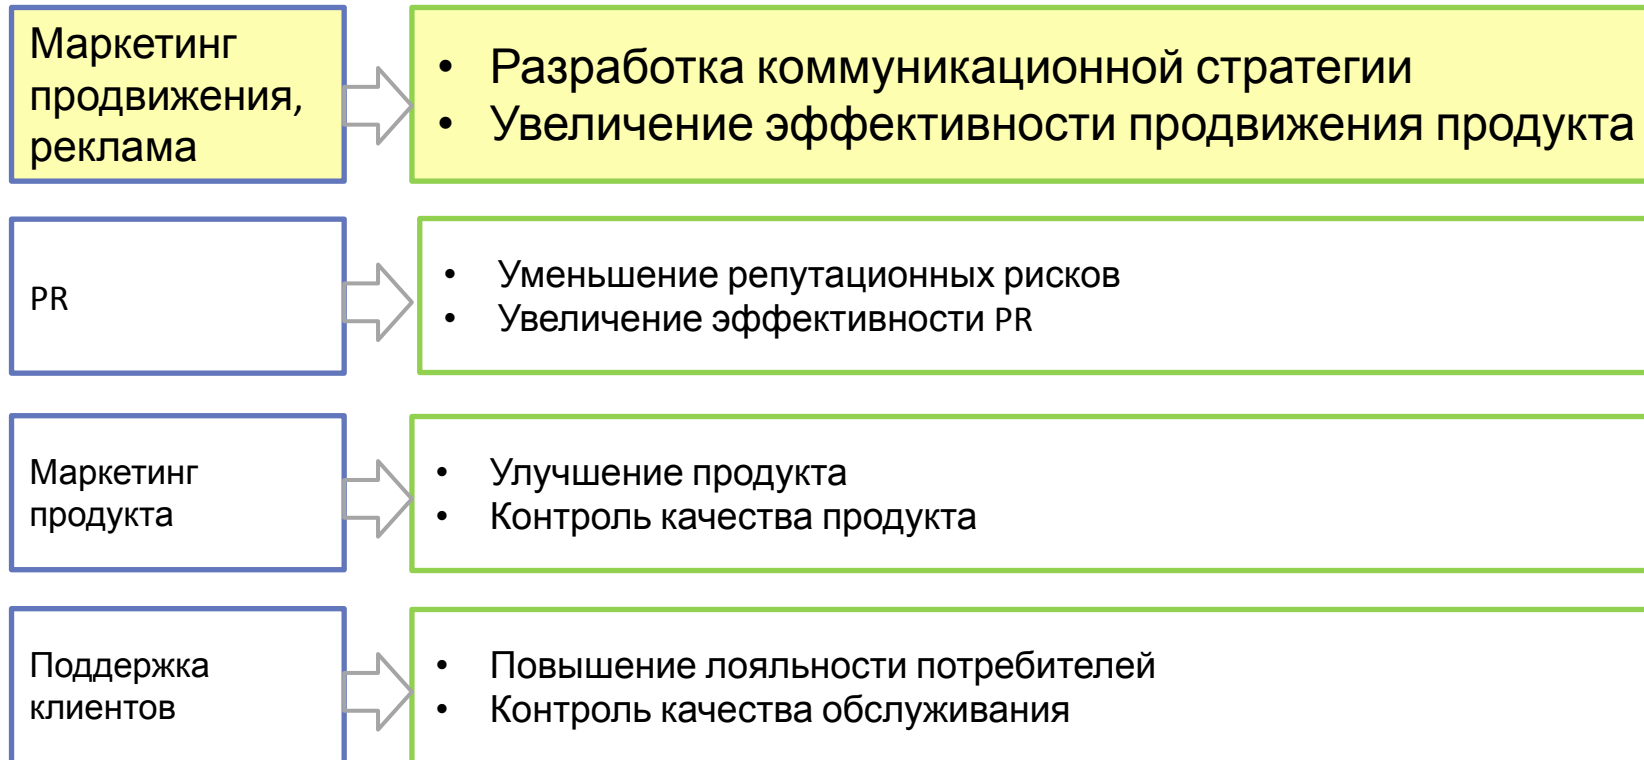 Маркетинг
продвижения,
реклама
• Разработка коммуникационной стратегии
• Увеличение эффективности продвижения продукта
PR
• Уменьшение репутационных рисков
• Увеличение эффективности PR
Маркетинг
продукта
• Улучшение продукта
• Контроль качества продукта
Поддержка
клиентов
• Повышение лояльности потребителей
• Контроль качества обслуживания